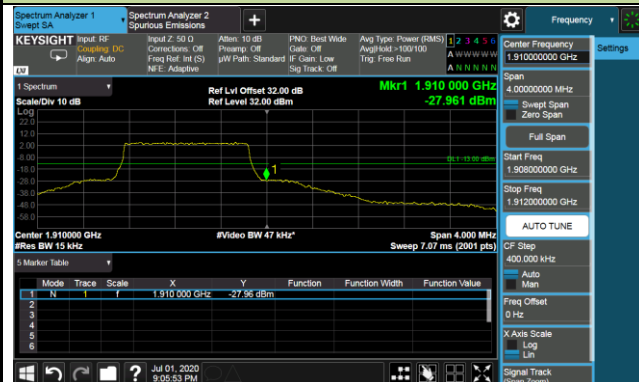 Spectrum Analyzer 1
Swept SA
Spectrum Analyzer 2
Spurious Emissions
+
Frequency
KEYSIGHT
Input: RF
Coupling: DC
Align: Auto
Input Z: 50 Ω
Corrections: Off
Freq Ref: Int (S)
NFE: Adaptive
Atten: 10 dB
Preamp: Off
µW Path: Standard
PNO: Best Wide
Gate: Off
IF Gain: Low
Sig Track: Off
Avg Type: Power (RMS)
Avg|Hold:>100/100
Trig: Free Run
1 2 3 4 5 6
A W W W W W
A N N N N N
LXI
1 Spectrum
Scale/Div 10 dB
Ref Lvl Offset 32.00 dB
Ref Level 32.00 dBm
Mkr1 1.910 000 GHz
-27.961 dBm
Log
22.0
12.0
2.00
-8.00
-18.0
-28.0
-38.0
-48.0
-58.0
DL1 -13.00 dBm
1
Center 1.910000 GHz
#Res BW 15 kHz
#Video BW 47 kHz*
Span 4.000 MHz
Sweep 7.07 ms (2001 pts)
5 Marker Table
Mode Trace Scale X Y Function Function Width Function Value
1 N 1 f 1.910 000 GHz -27.96 dBm
2
3
4
5
6
Jul 01, 2020
9:05:53 PM
Center Frequency
1.910000000 GHz
Settings
Span
4.00000000 MHz
Swept Span
Zero Span
Full Span
Start Freq
1.908000000 GHz
Stop Freq
1.912000000 GHz
AUTO TUNE
CF Step
400.000 kHz
Auto
Man
Freq Offset
0 Hz
X Axis Scale
Log
Lin
Signal Track
(Span Zoom)